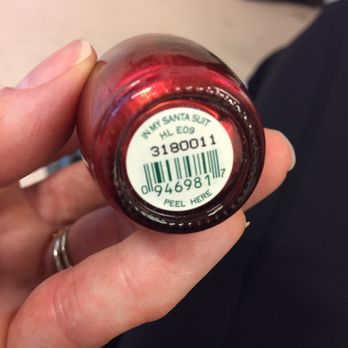 IN MY SANTA SUIT
HL E09
3180011
0 946981 7
PEEL HERE